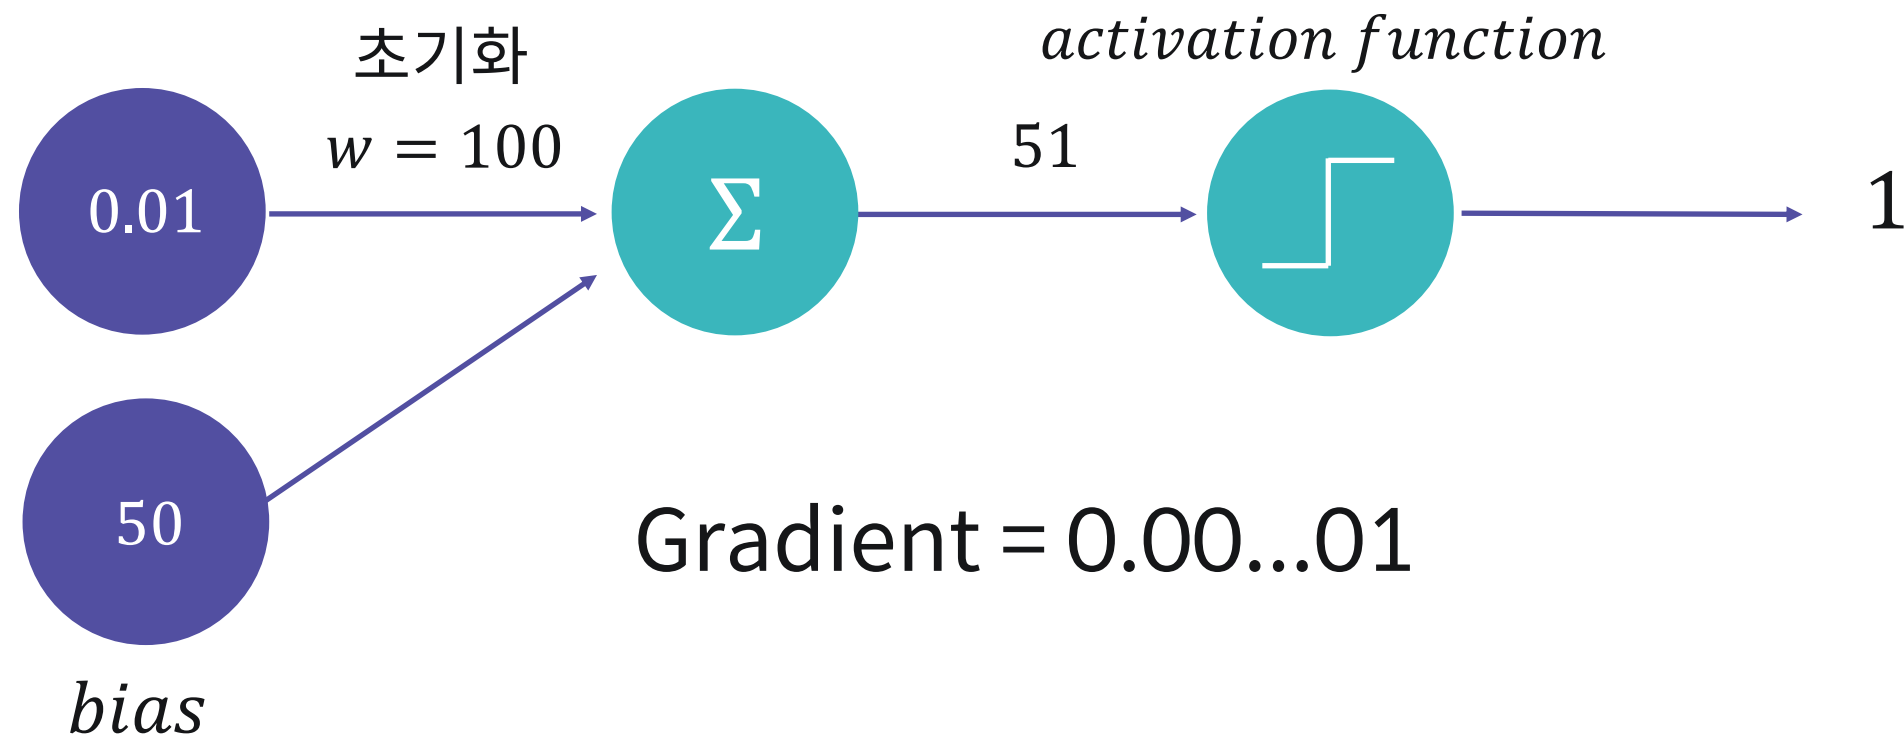 초기화
activation function
w = 100
51
0.01
Σ
1
50
Gradient = 0.00...01
bias